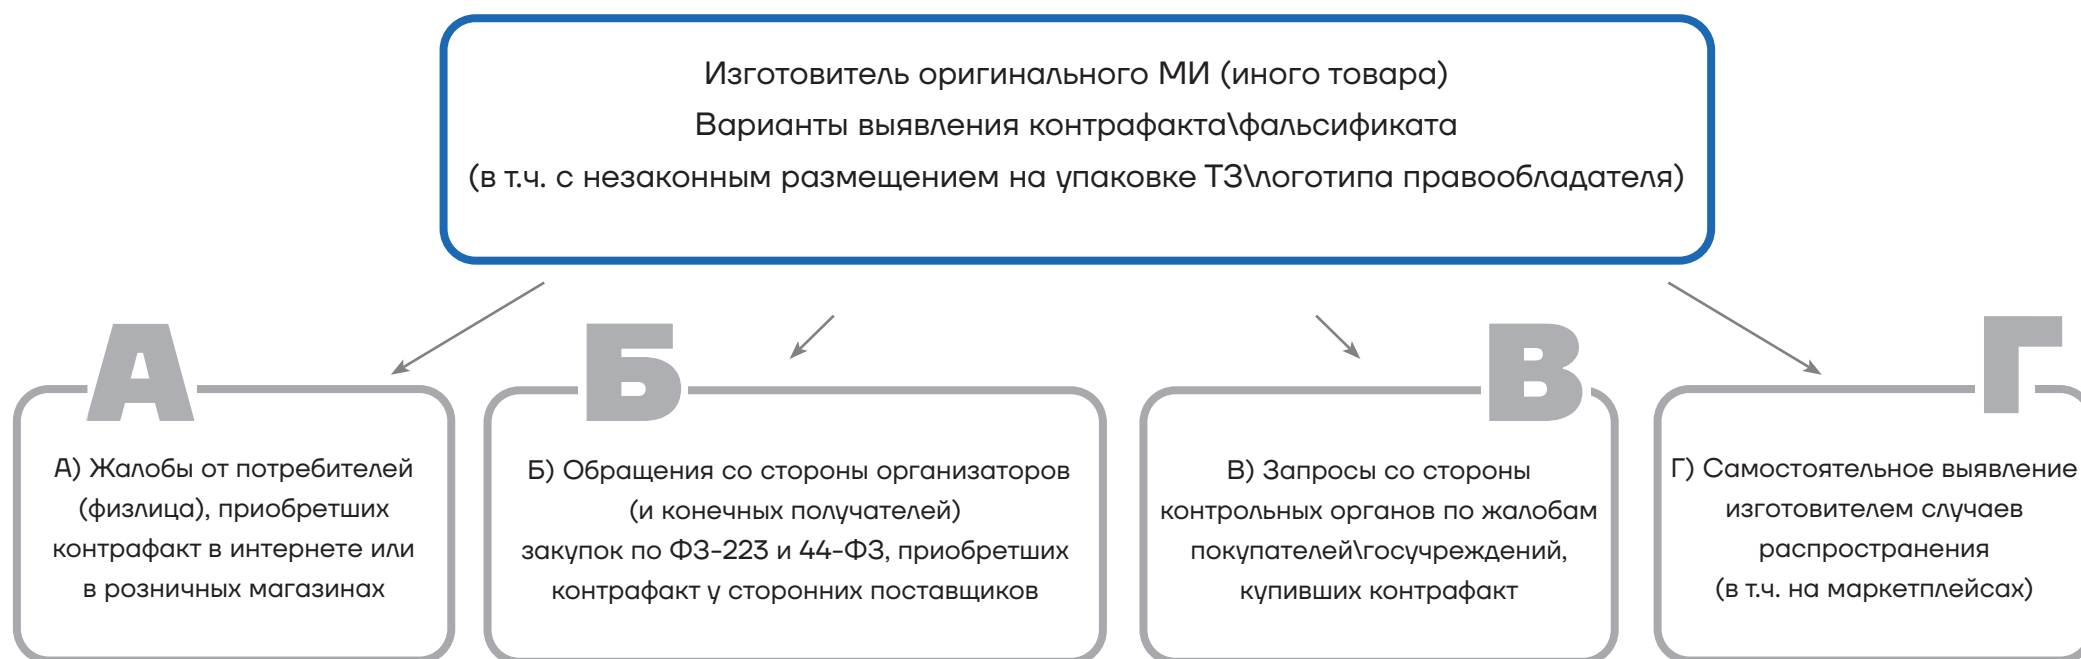 Изготовитель оригинального МИ (иного товара)
Варианты выявления контрафакта\фальсификата
(в т.ч. с незаконным размещением на упаковке ТЗ\логотипа правообладателя)
А
А) Жалобы от потребителей
(физлица), приобретших
контрафакт в интернете или
в розничных магазинах
Б
Б) Обращения со стороны организаторов
(и конечных получателей)
закупок по ФЗ-223 и 44-ФЗ, приобретших
контрафакт у сторонних поставщиков
В
В) Запросы со стороны
контрольных органов по жалобам
покупателей\госучреждений,
купивших контрафакт
Г
Г) Самостоятельное выявление
изготовителем случаев
распространения
(в т.ч. на маркетплейсах)